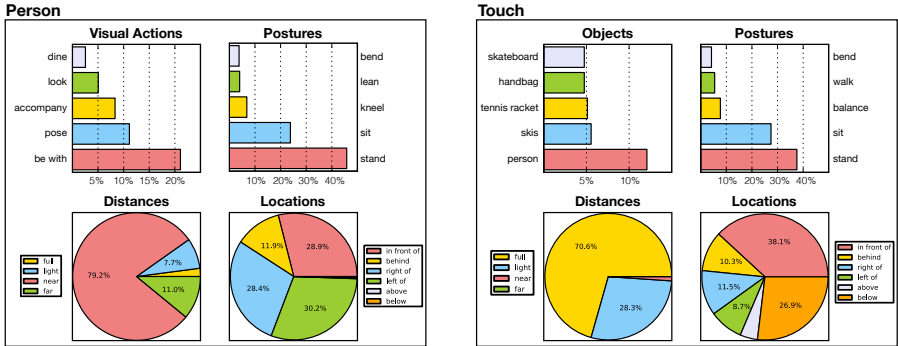 Person
Visual Actions
dine
look
accompany
pose
be with
5% 10% 15% 20%
Postures
bend
lean
kneel
sit
stand
10% 20% 30% 40%
Distances
full
light
near
far
79.2%
7.7%
11.0%
Locations
11.9%
28.9%
28.4%
30.2%
in front of
behind
right of
left of
above
below
Touch
Objects
skateboard
handbag
tennis racket
skis
person
5% 10%
Postures
bend
walk
balance
sit
stand
10% 20% 30% 40%
Distances
full
light
near
far
70.6%
28.3%
Locations
38.1%
10.3%
11.5%
8.7%
26.9%
in front of
behind
right of
left of
above
below